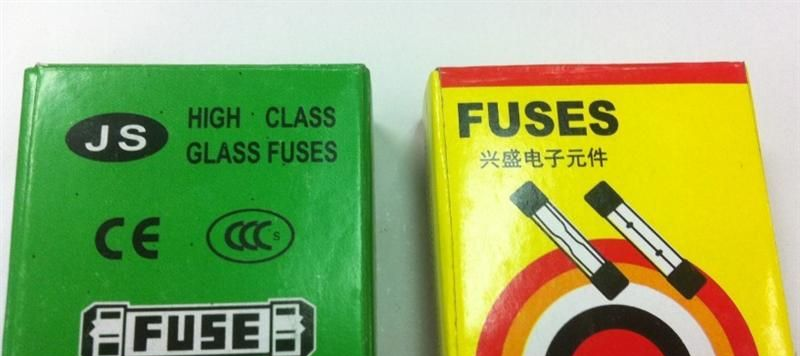 JS
HIGH CLASS
GLASS FUSES
CE
CCC S
FUSE
FUSES
兴盛电子元件